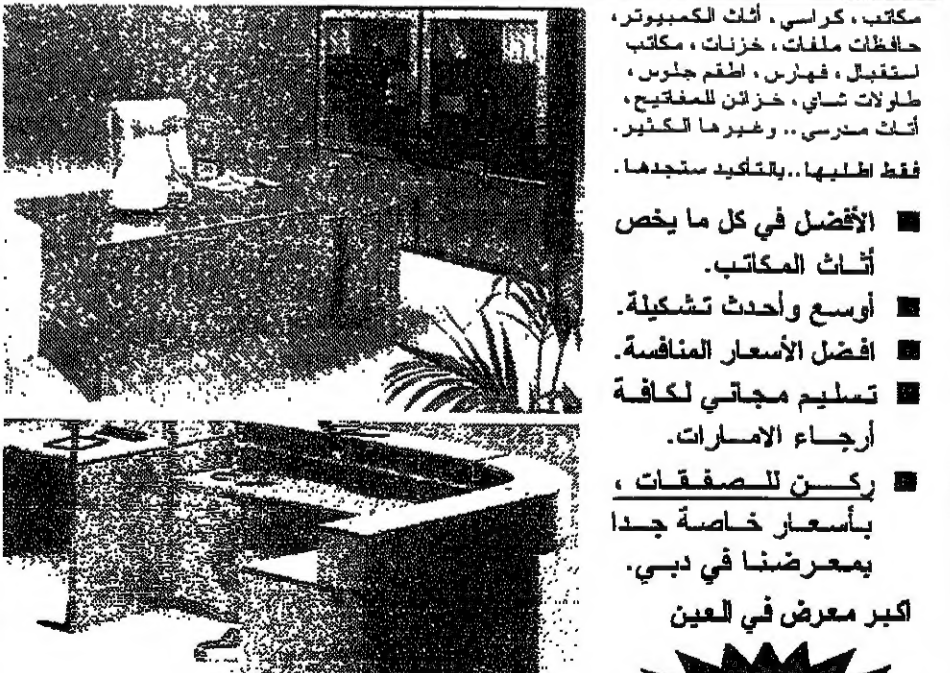 مكاتب، كراسي، أثاث الكمبيوتر،
حافظات ملفات، خزنات، مكاتب
استقبال، فهارس، اطقم جلوس،
طاولات شاي، خزائن للمفاتيح،
أثاث مدرسي.. وغيرها الكثير.
فقط اطلبها.. بالتأكيد ستجدها.
■ الأفضل في كل ما يخص
أثاث المكاتب.
■ أوسع وأحدث تشكيلة.
■ افضل الأسعار المنافسة.
■ تسليم مجاني لكافة
أرجاء الامارات.
■ ركن للصفقات،
بأسعار خاصة جدا
بمعرضنا في دبي.
اكبر معرض في العين